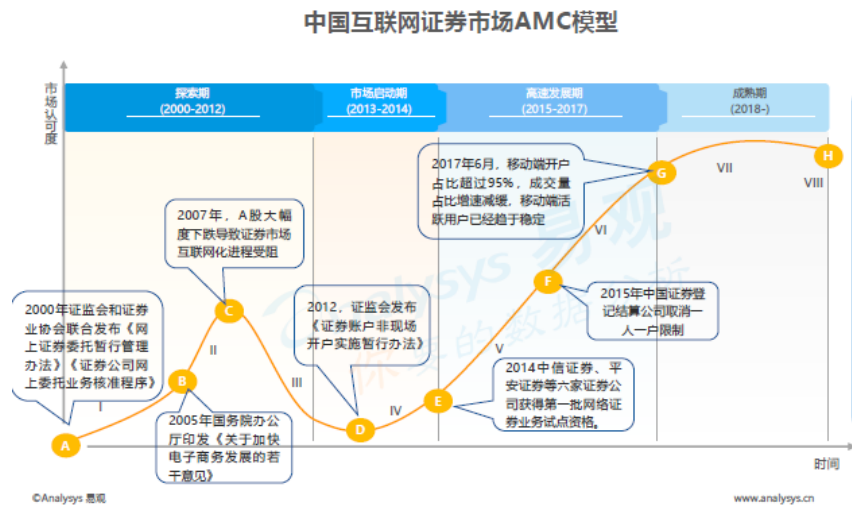 中国互联网证券市场AMC模型
市场认可度
探索期
(2000-2012)
市场启动期
(2013-2014)
高速发展期
(2015-2017)
成熟期
(2018-)
2017年6月，移动端开户
占比超过95%，成交量
占比增速减缓，移动端活
跃用户已经趋于稳定
G
VII
H
VIII
2007年，A股大幅
度下跌导致证券市场
互联网化进程受阻
VI
易观
Analysys
你要的数据分析
F
2015年中国证券登
记结算公司取消一
人一户限制
2000年证监会和证券
业协会联合发布《网
上证券委托暂行管理
办法》《证券公司网
上委托业务核准程序》
C
2012，证监会发布
《证券账户非现场
开户实施暂行办法》
II
V
III
B
I
2014中信证券、平
安证券等六家证券公
司获得第一批网络证
券业务试点资格。
E
IV
D
A
2005年国务院办公
厅印发《关于加快
电子商务发展的若
干意见》
时间
©Analysys 易观
www.analysys.cn